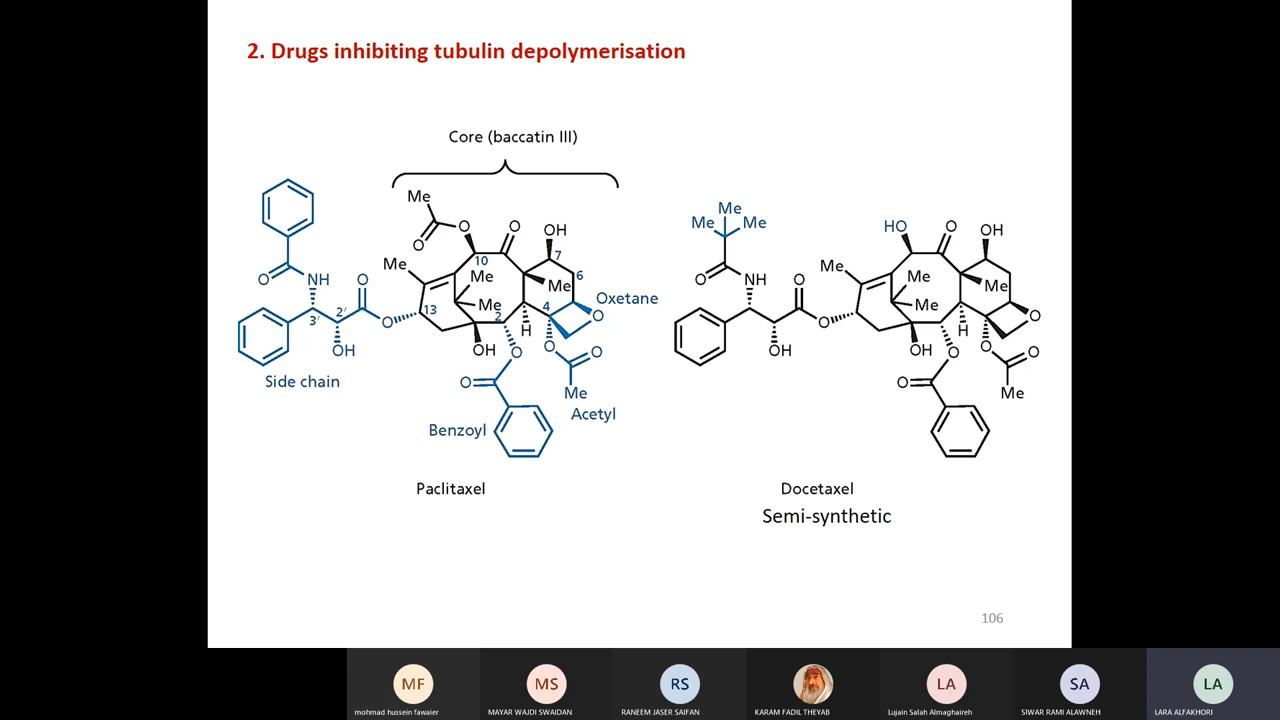 2. Drugs inhibiting tubulin depolymerisation
Core (baccatin III)
Me
O
O
O
OH
10
7
6
Me
Me
Me
Me
O
NH
O
O
13
2
4
H
Oxetane
O
3′
2′
OH
OH
O
O
O
O
Me
Side chain
Benzoyl
Acetyl
Paclitaxel
Me
Me
Me
HO
O
OH
O
NH
O
Me
Me
Me
Me
O
H
O
OH
OH
O
O
O
O
Me
Docetaxel
Semi-synthetic
106
MF
MS
RS
LA
SA
LA
mohmad hussein fawaier
MAYAR WAJDI SWAIDAN
RANEEM JASER SAIFAN
KARAM FADIL THEYAB
Lujain Salah Almaghaireh
SIWAR RAMI ALAWNEH
LARA ALFAKHORI